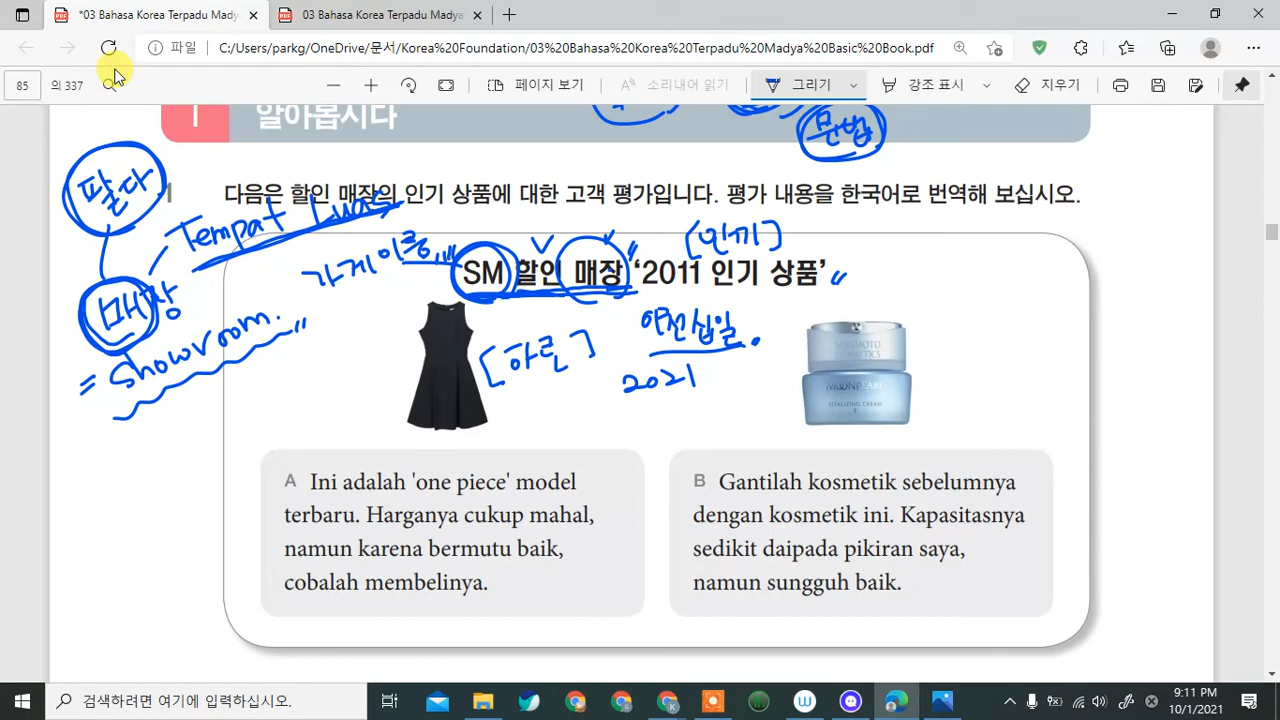 *03 Bahasa Korea Terpadu Madya
03 Bahasa Korea Terpadu Madya
파일
C:/Users/parkg/OneDrive/문서/Korea%20Foundation/03%20Bahasa%20Korea%20Terpadu%20Madya%20Basic%20Book.pdf
85 의 337
페이지 보기
소리내어 읽기
그리기
강조 표시
지우기
1 알아봅시다
문법
팔다
1 다음은 할인 매장의 인기 상품에 대한 고객 평가입니다. 평가 내용을 한국어로 번역해 보십시오.
Tempat Luas
가게이름
[인끼]
SM 할인 매장 ‘2011 인기 상품’
매장
= Showroom.
[하린]
이천십일
2021
SHIREMOTO
COSMETICS
MOONPEARL
VITALIZING CREAM
A Ini adalah 'one piece' model
terbaru. Harganya cukup mahal,
namun karena bermutu baik,
cobalah membelinya.
B Gantilah kosmetik sebelumnya
dengan kosmetik ini. Kapasitasnya
sedikit daipada pikiran saya,
namun sungguh baik.
검색하려면 여기에 입력하십시오.
9:11 PM
10/1/2021